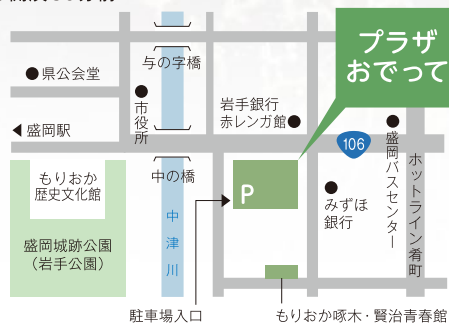 プラザ
おでって
与の字橋
県公会堂
市役所
岩手銀行
赤レンガ館
盛岡駅
106
盛岡バスセンター
ホットライン肴町
もりおか
歴史文化館
中の橋
P
みずほ
銀行
中津川
盛岡城跡公園
（岩手公園）
駐車場入口
もりおか啄木・賢治青春館